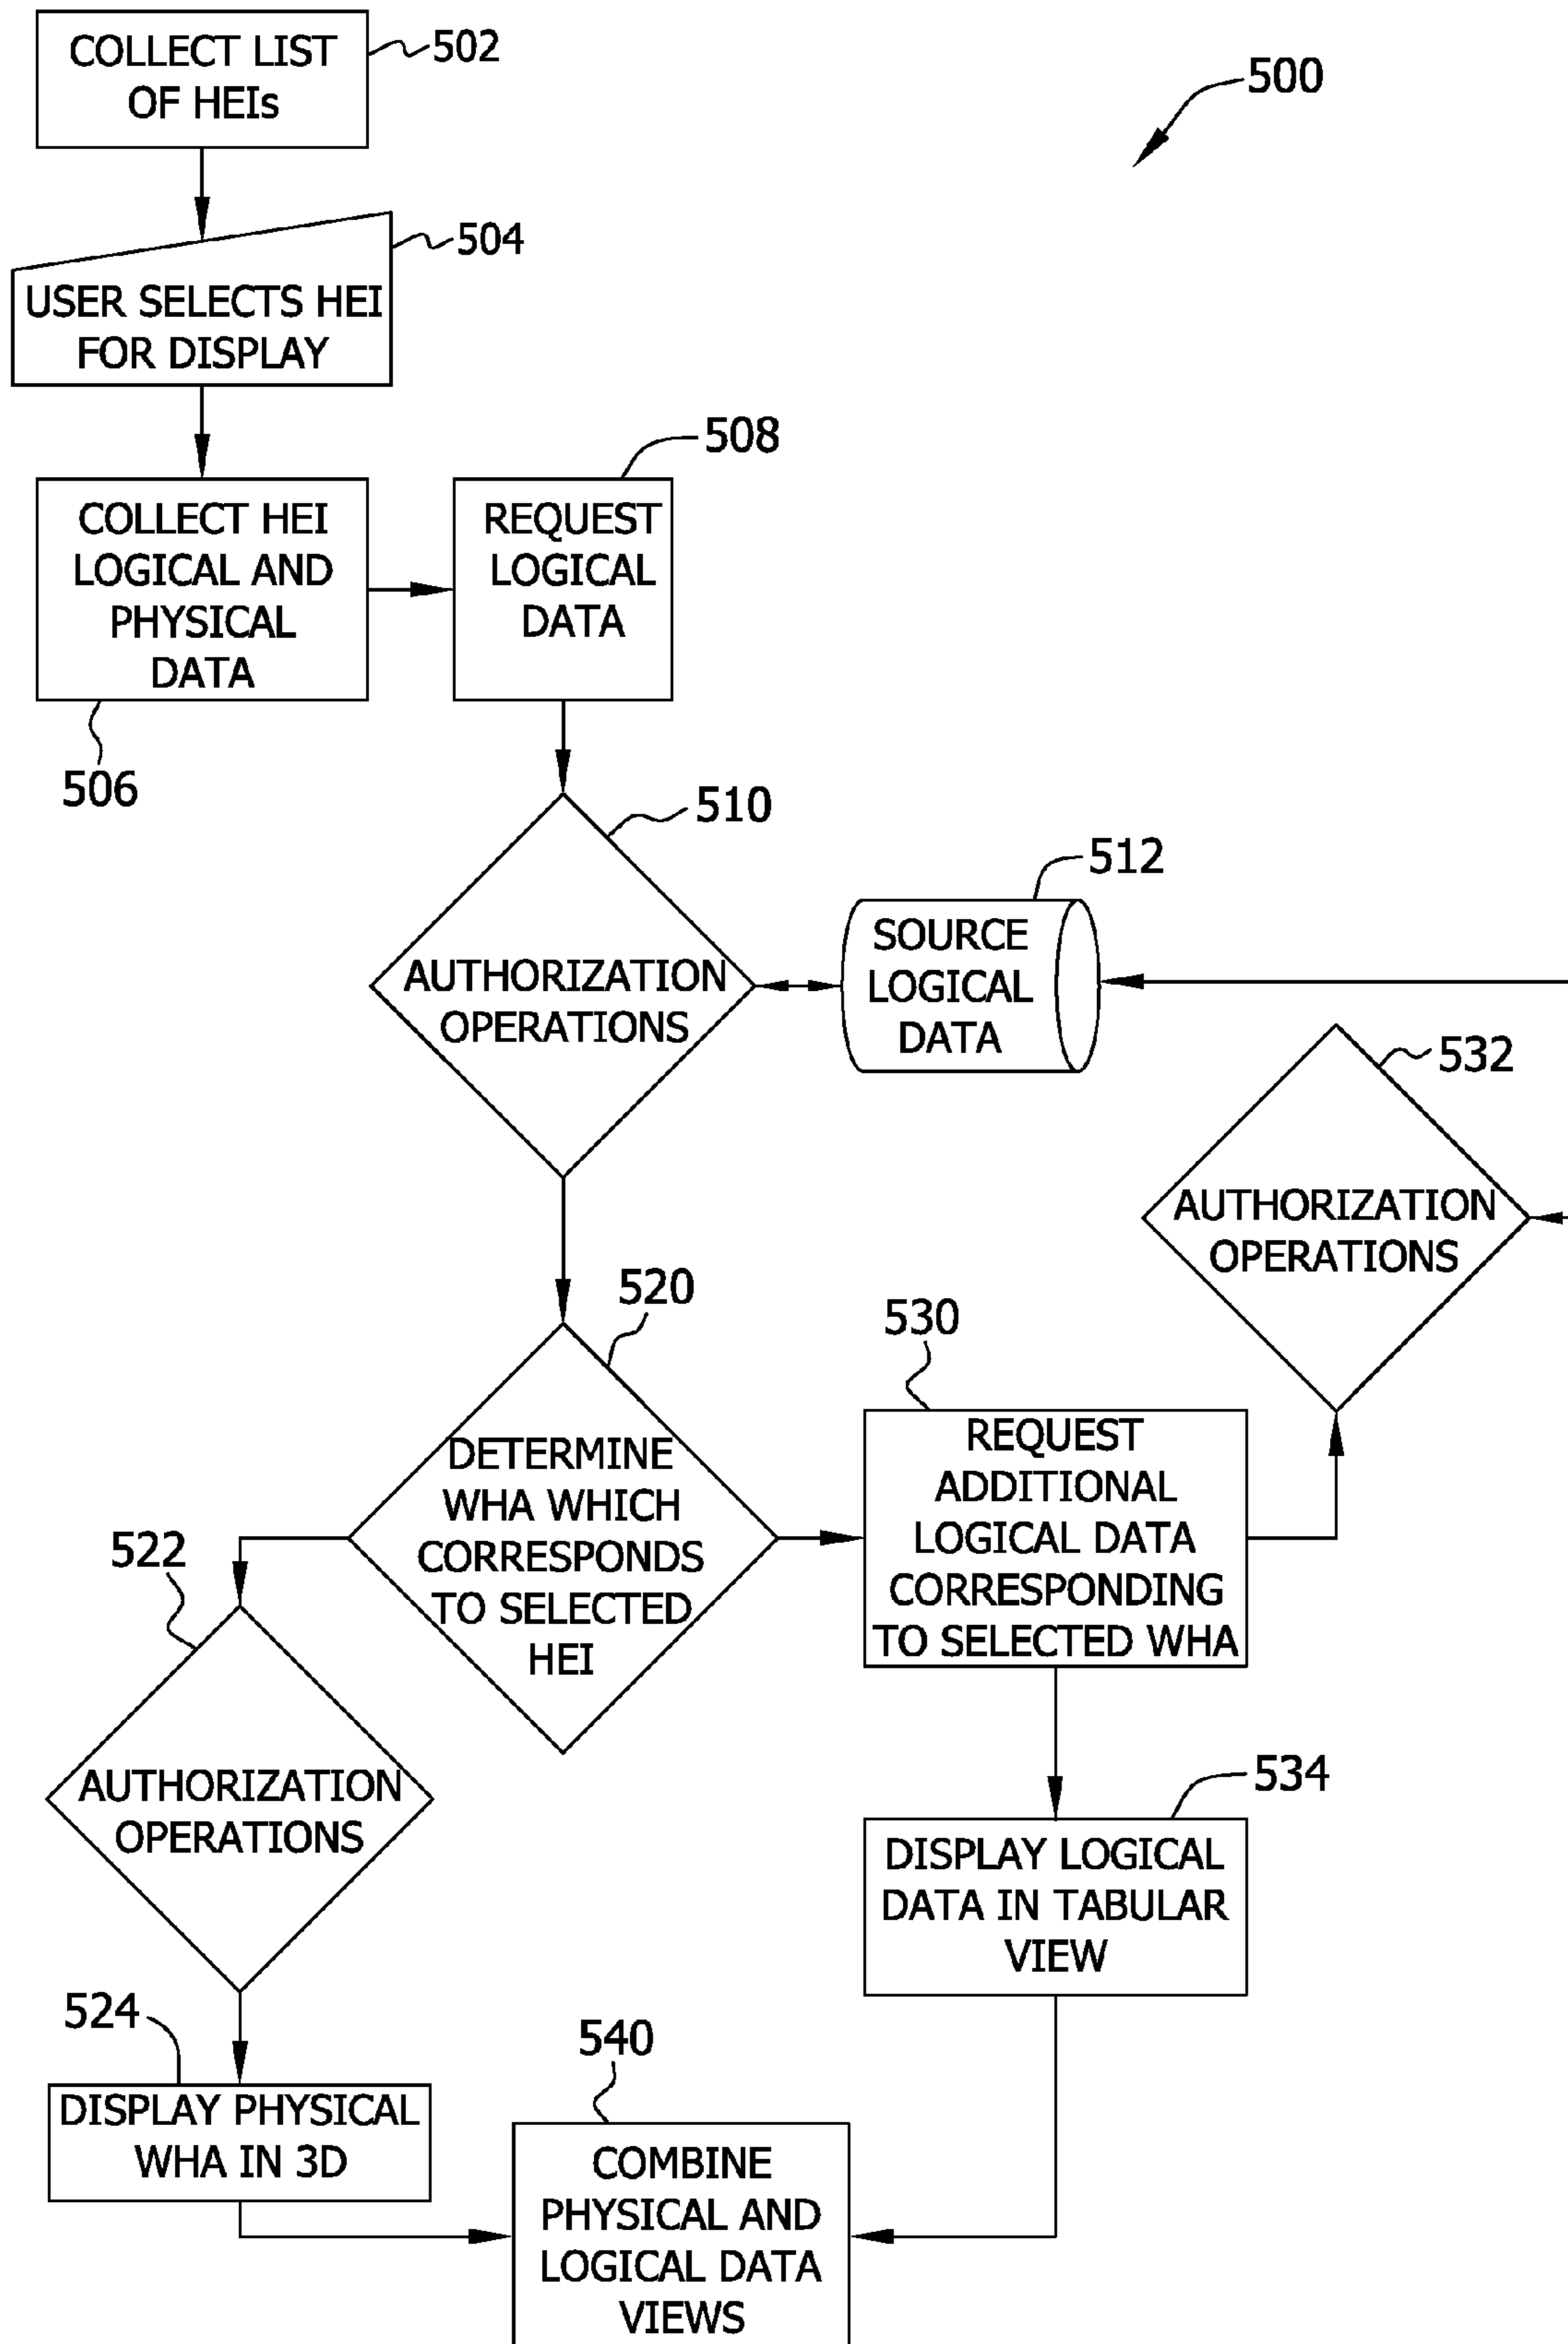 COLLECT LIST
OF HEIs
502
500
504
USER SELECTS HEI
FOR DISPLAY
508
COLLECT HEI
LOGICAL AND
PHYSICAL
DATA
REQUEST
LOGICAL
DATA
506
510
512
AUTHORIZATION
OPERATIONS
SOURCE
LOGICAL
DATA
532
AUTHORIZATION
OPERATIONS
520
530
DETERMINE
WHA WHICH
CORRESPONDS
TO SELECTED
HEI
REQUEST
ADDITIONAL
LOGICAL DATA
CORRESPONDING
TO SELECTED WHA
522
AUTHORIZATION
OPERATIONS
534
DISPLAY LOGICAL
DATA IN TABULAR
VIEW
524
DISPLAY PHYSICAL
WHA IN 3D
540
COMBINE
PHYSICAL AND
LOGICAL DATA
VIEWS